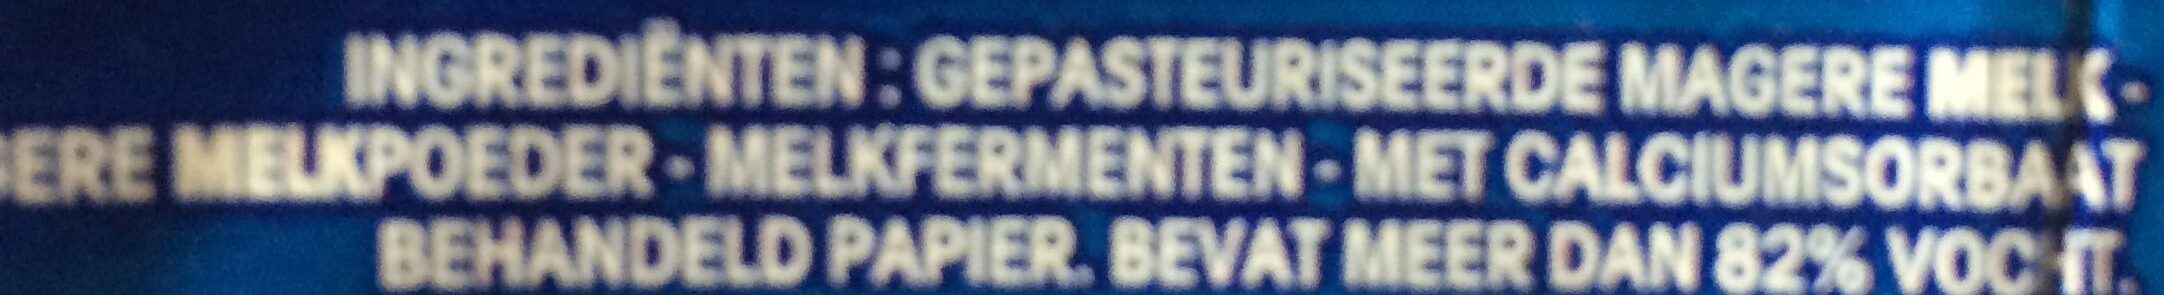 INGREDIËNTEN : GEPASTEURISEERDE MAGERE MELK -
MELKPOEDER - MELKFERMENTEN - MET CALCIUMSORBAAT
BEHANDELD PAPIER. BEVAT MEER DAN 82% VOCHT.